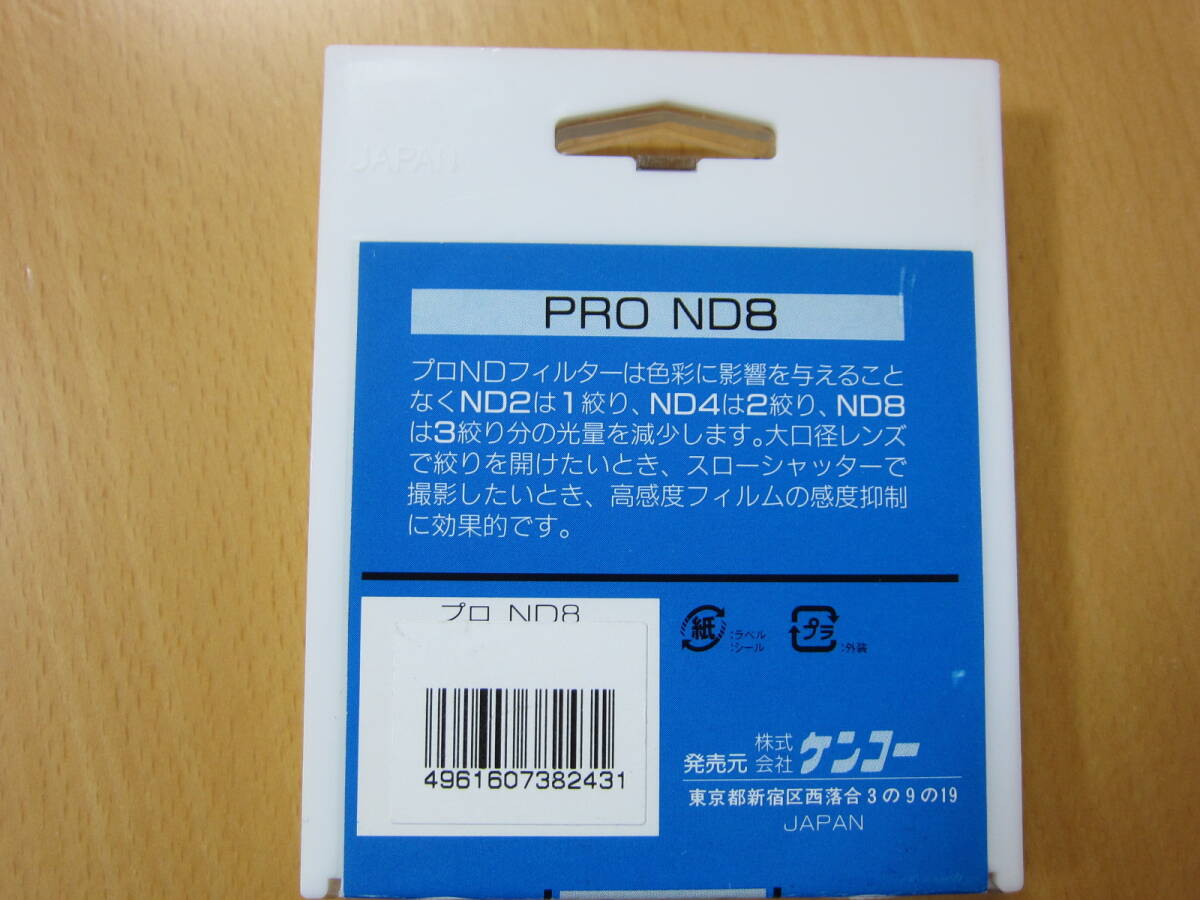 JAPAN
PRO ND8
プロNDフィルターは色彩に影響を与えること
なくND2は1絞り、ND4は2絞り、ND8
は3絞り分の光量を減少します。大口径レンズ
で絞りを開けたいとき、スローシャッターで
撮影したいとき、高感度フィルムの感度抑制
に効果的です。
プロ ND8
4961607382431
紙 :ラベル
:シール
プラ :外装
発売元 株式会社 ケンコー
東京都新宿区西落合3の9の19
JAPAN